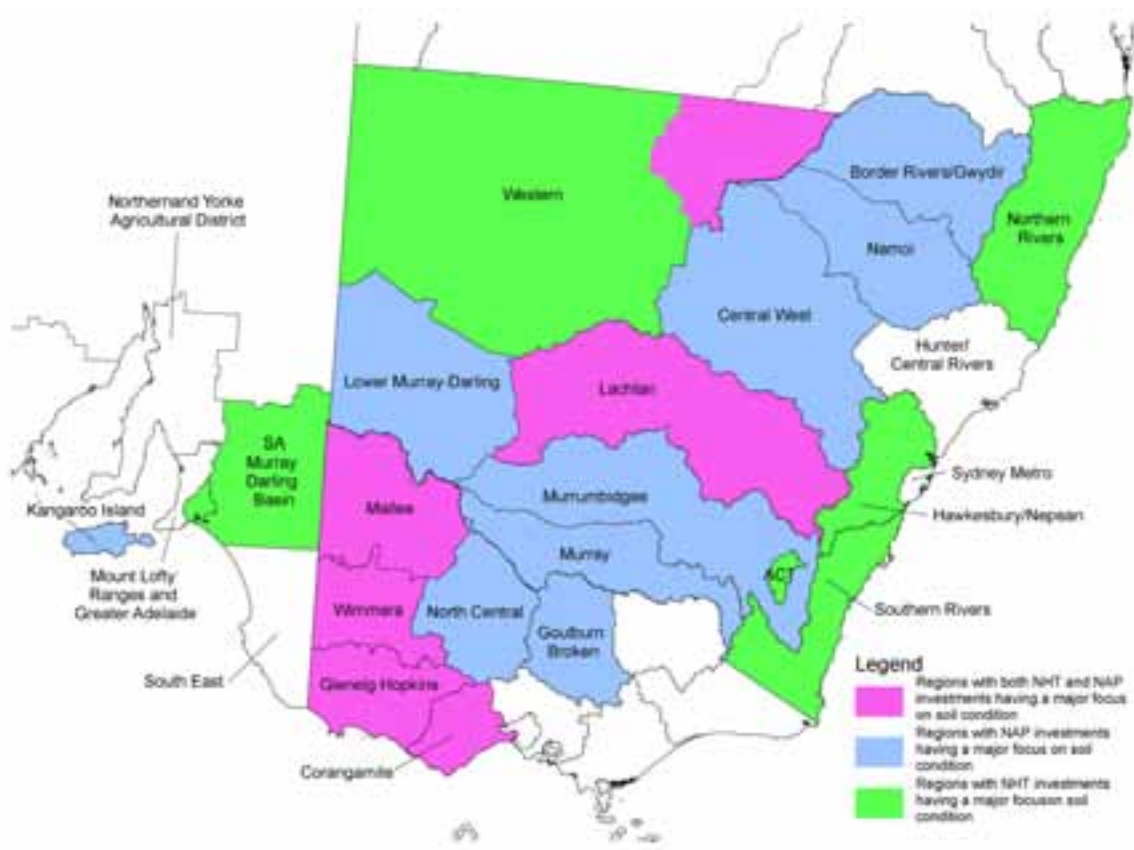 Northernand Yorke
Agricultural District
Western
Border Rivers/Gwydir
Northern
Rivers
Namoi
Central West
Hunter/
Central Rivers
Lower Murray-Darling
Lachlan
SA
Murray
Darling
Basin
Sydney Metro
Murrumbidgee
Mallee
Kangaroo Island
Hawkesbury/Nepean
Murray
ACT
Mount Lofty
Ranges and
Greater Adelaide
Wimmera
North Central
Southern Rivers
Goulburn
Broken
South East
Glenelg Hopkins
Corangamite
Legend
Regions with both NHT and NAP
investments having a major focus
on soil condition
Regions with NAP investments
having a major focus on soil
condition
Regions with NHT investments
having a major focuson soil
condition